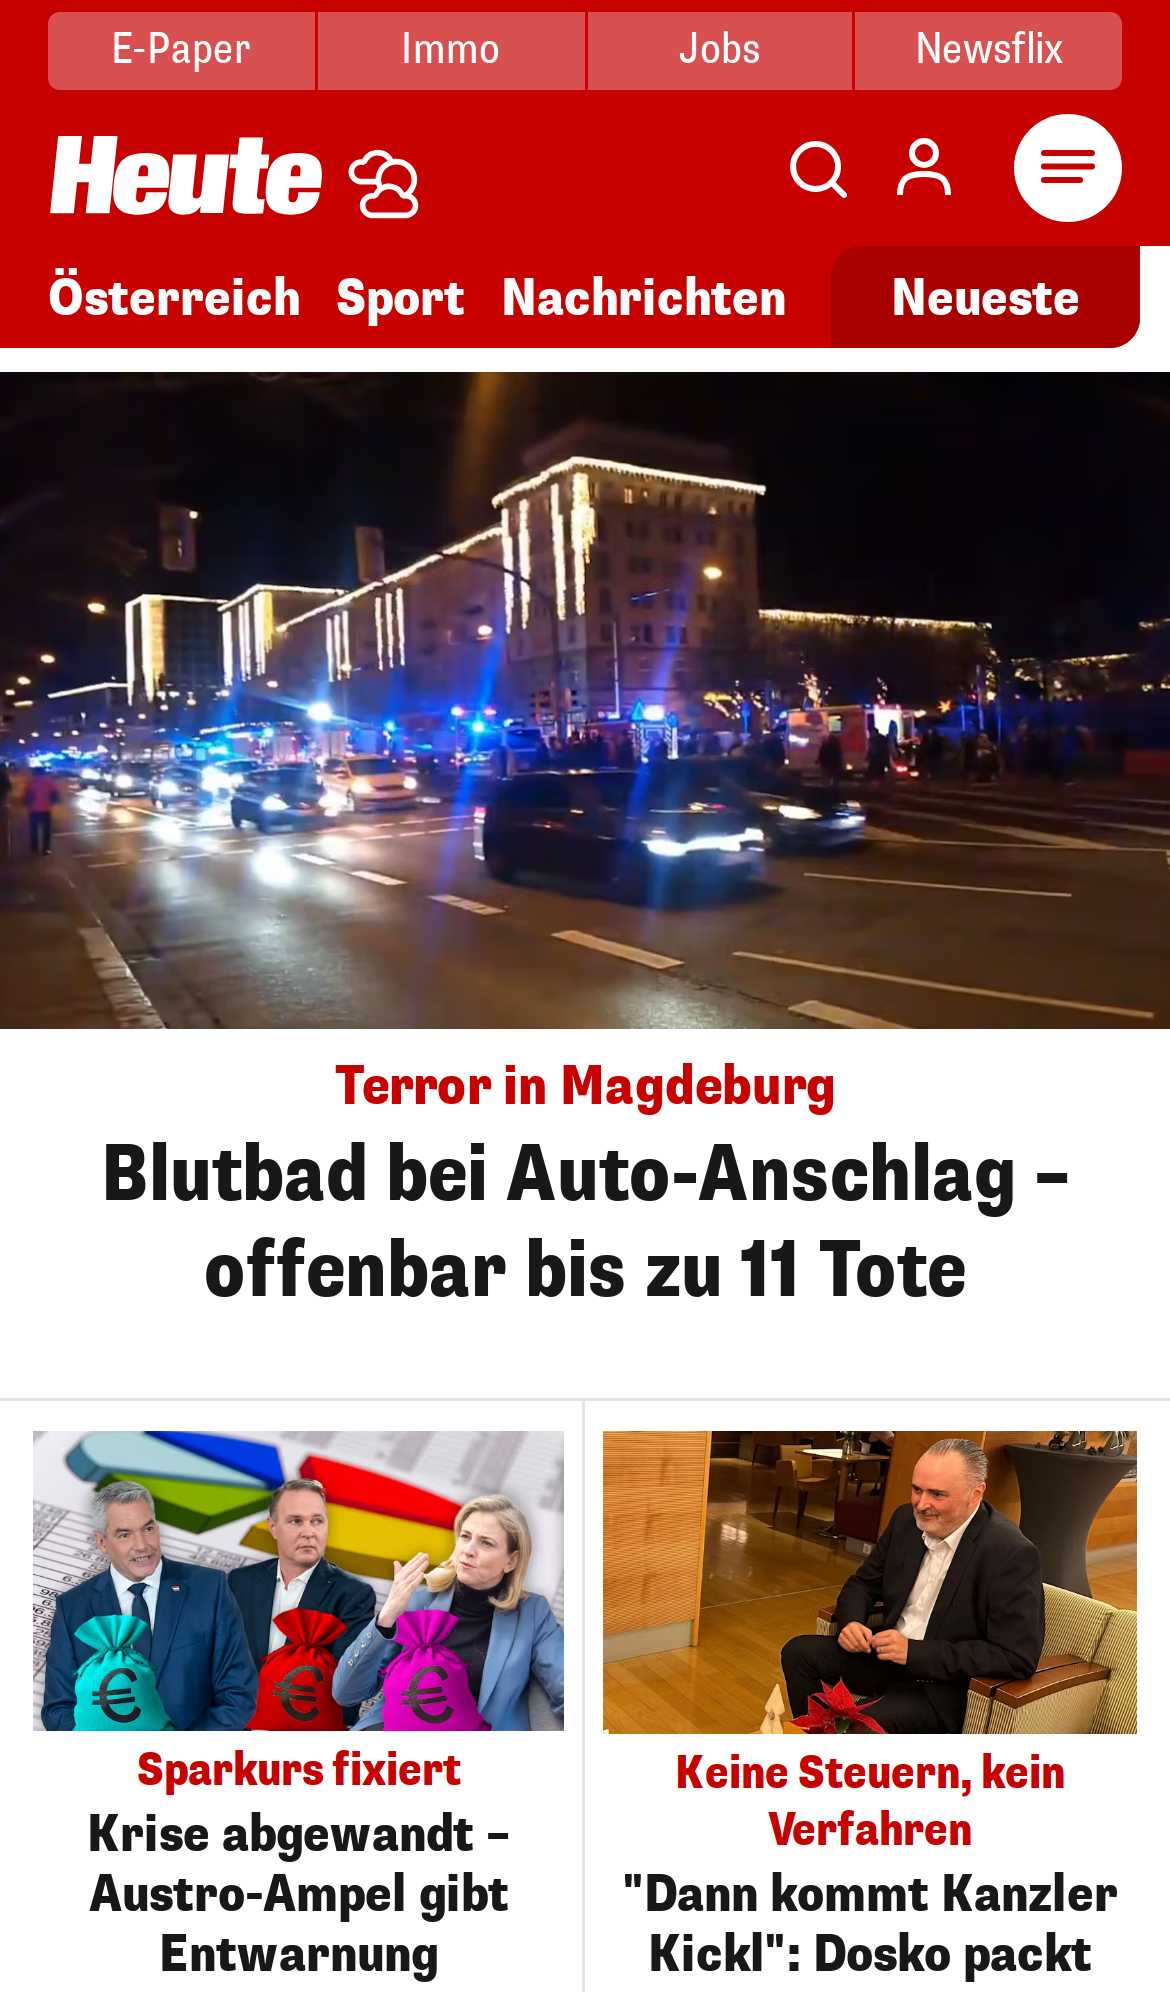 E-Paper
Immo
Jobs
Newsflix
Heute
Österreich
Sport
Nachrichten
Neueste
Terror in Magdeburg
Blutbad bei Auto-Anschlag –
offenbar bis zu 11 Tote
Sparkurs fixiert
Krise abgewandt –
Austro-Ampel gibt
Entwarnung
Keine Steuern, kein
Verfahren
"Dann kommt Kanzler
Kickl": Dosko packt